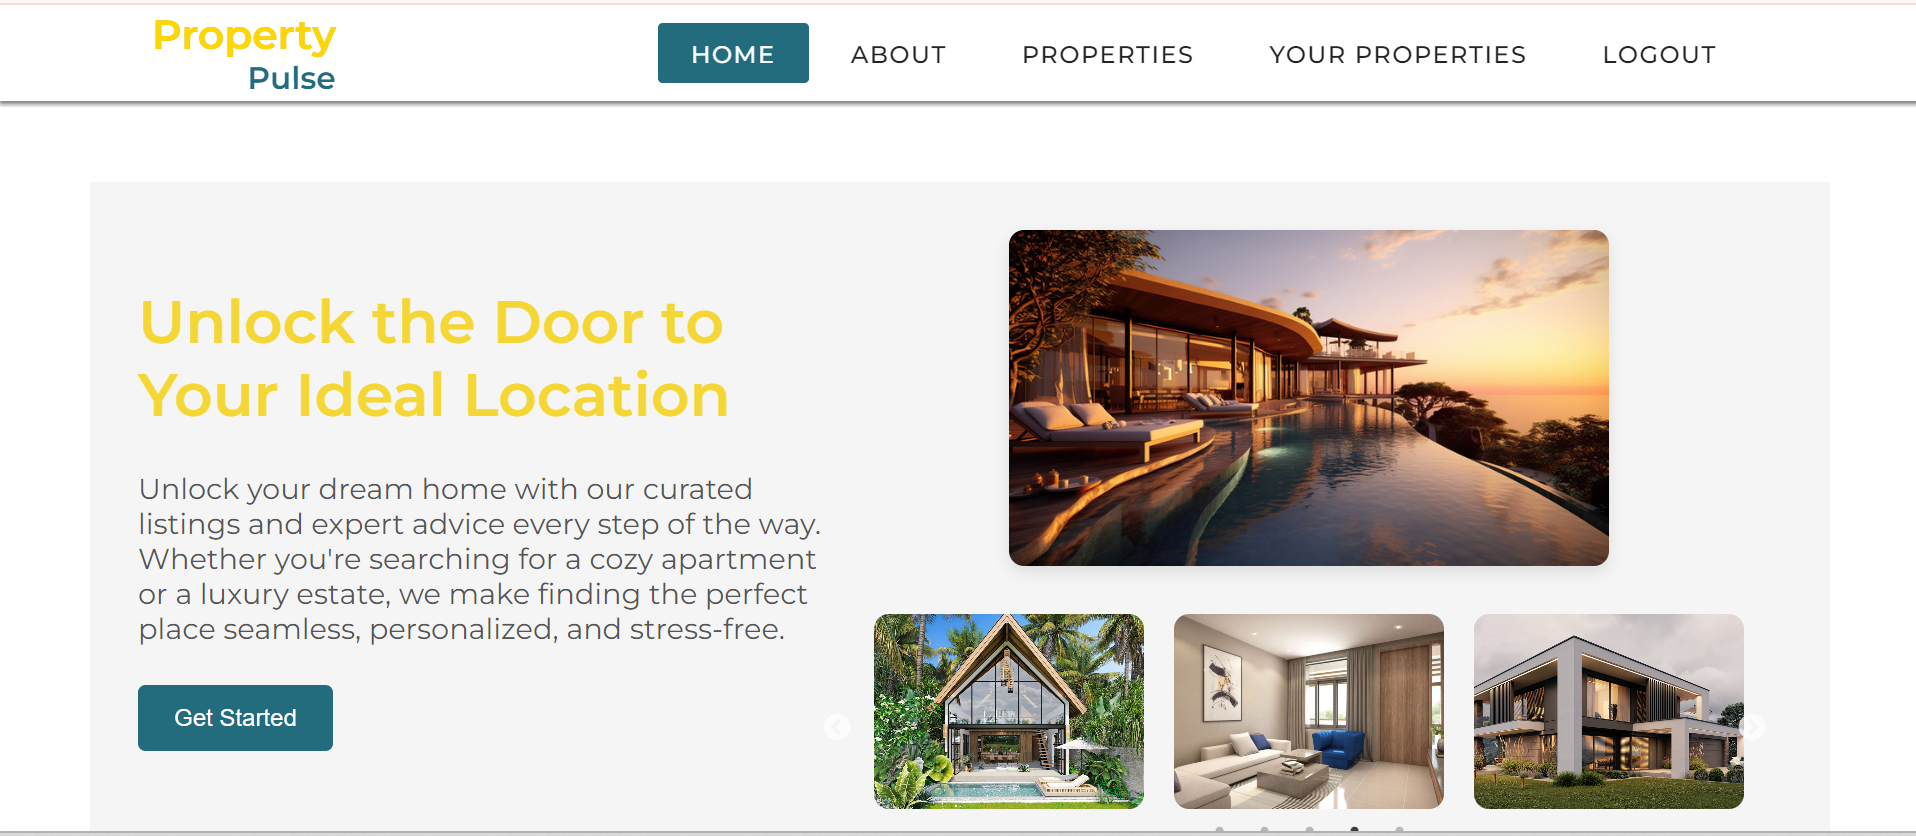 Property
Pulse
HOME
ABOUT
PROPERTIES
YOUR PROPERTIES
LOGOUT
Unlock the Door to
Your Ideal Location
Unlock your dream home with our curated
listings and expert advice every step of the way.
Whether you're searching for a cozy apartment
or a luxury estate, we make finding the perfect
place seamless, personalized, and stress-free.
Get Started